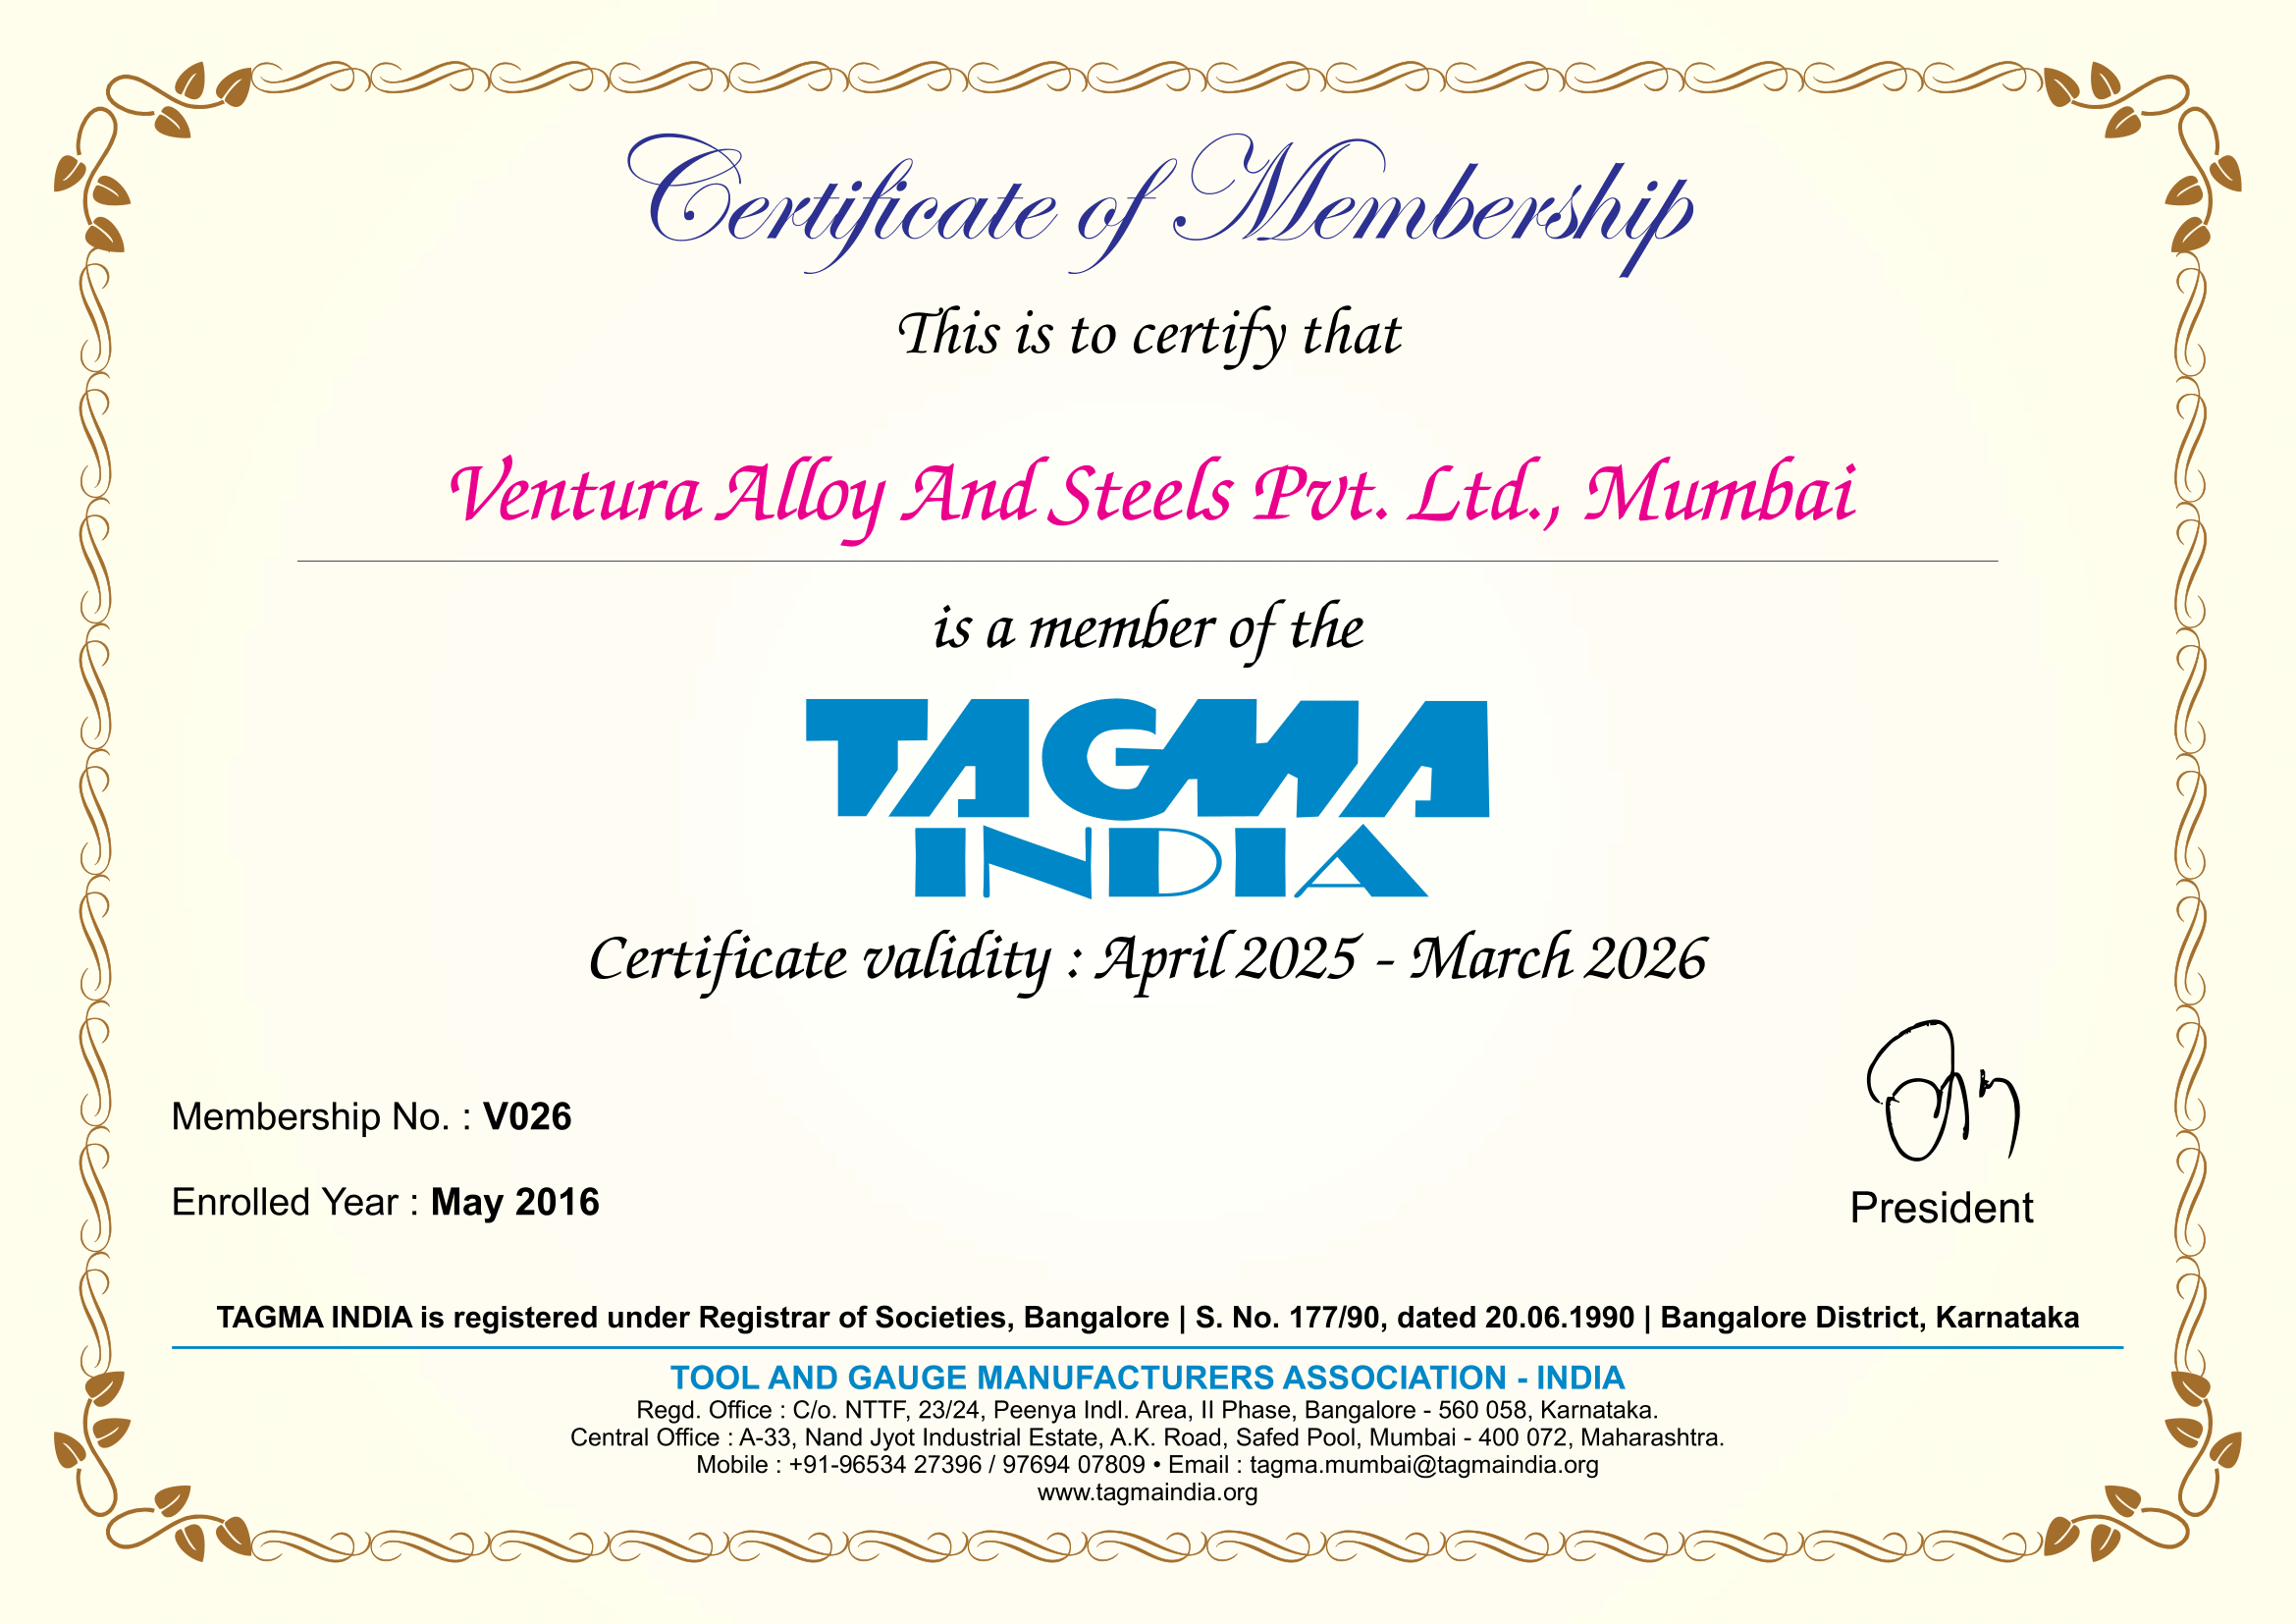 Certificate of Membership
This is to certify that
Ventura Alloy And Steels Pvt. Ltd., Mumbai
is a member of the
TAGMA
INDIA
Certificate validity : April 2025 - March 2026
Membership No. : V026
Enrolled Year : May 2016
President
TAGMA INDIA is registered under Registrar of Societies, Bangalore | S. No. 177/90, dated 20.06.1990 | Bangalore District, Karnataka
TOOL AND GAUGE MANUFACTURERS ASSOCIATION - INDIA
Regd. Office : C/o. NTTF, 23/24, Peenya Indl. Area, II Phase, Bangalore - 560 058, Karnataka.
Central Office : A-33, Nand Jyot Industrial Estate, A.K. Road, Safed Pool, Mumbai - 400 072, Maharashtra.
Mobile : +91-96534 27396 / 97694 07809 • Email : tagma.mumbai@tagmaindia.org
www.tagmaindia.org